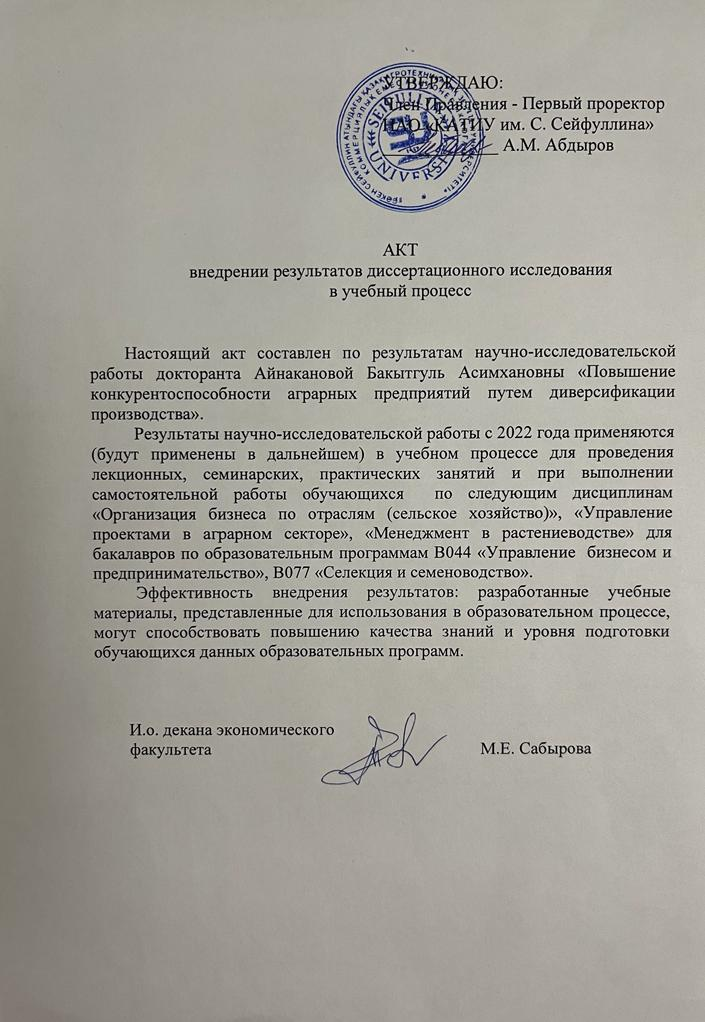 УТВЕРЖДАЮ:
Член Правления - Первый проректор
НАО «КАТИУ им. С. Сейфуллина»
А.М. Абдыров
SEIFULLIN
UNIVERSITY
АКТ
внедрении результатов диссертационного исследования
в учебный процесс
Настоящий акт составлен по результатам научно-исследовательской
работы докторанта Айнакановой Бакытгуль Асимхановны «Повышение
конкурентоспособности аграрных предприятий путем диверсификации
производства».
Результаты научно-исследовательской работы с 2022 года применяются
(будут применены в дальнейшем) в учебном процессе для проведения
лекционных, семинарских, практических занятий и при выполнении
самостоятельной работы обучающихся по следующим дисциплинам
«Организация бизнеса по отраслям (сельское хозяйство)», «Управление
проектами в аграрном секторе», «Менеджмент в растениеводстве» для
бакалавров по образовательным программам В044 «Управление бизнесом и
предпринимательство», В077 «Селекция и семеноводство».
Эффективность внедрения результатов: разработанные учебные
материалы, представленные для использования в образовательном процессе,
могут способствовать повышению качества знаний и уровня подготовки
обучающихся данных образовательных программ.
И.о. декана экономического
факультета М.Е. Сабырова